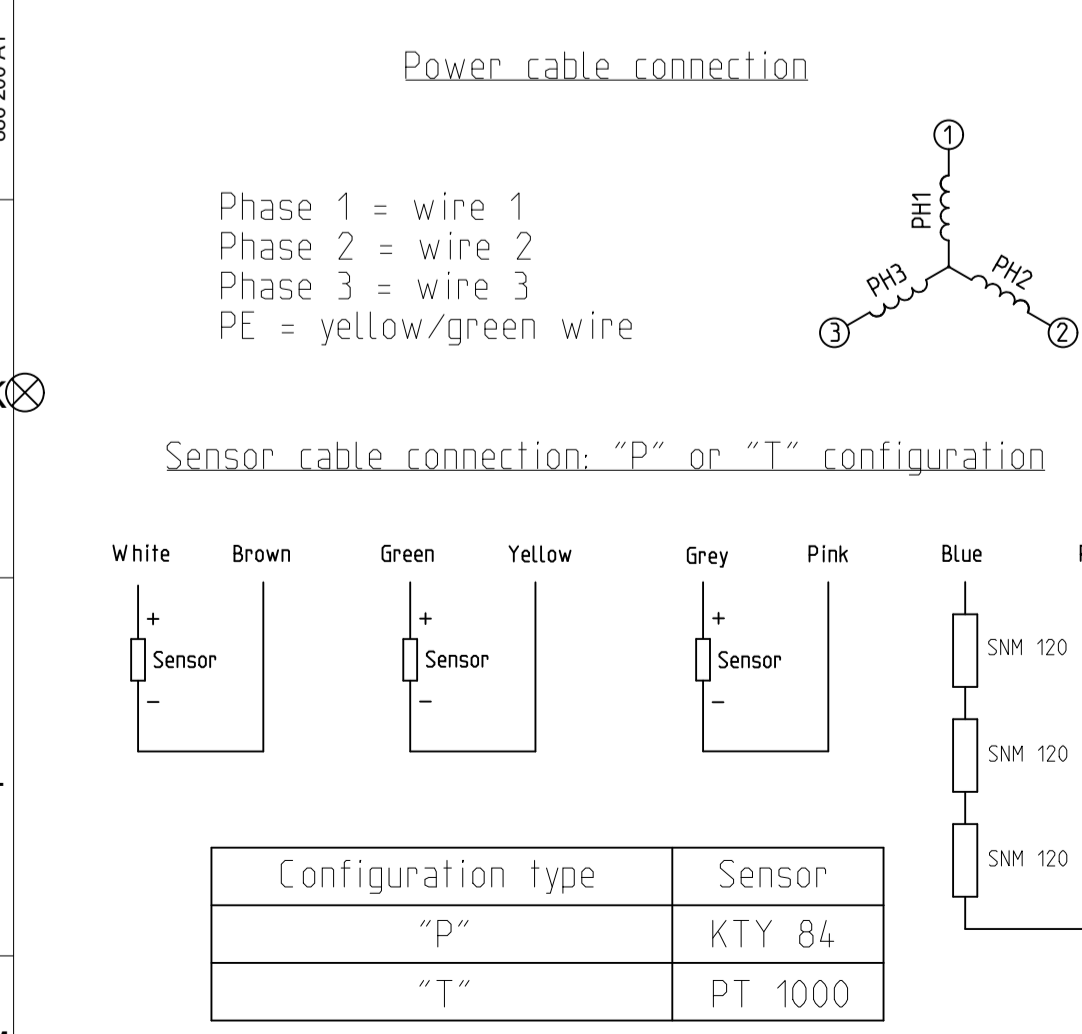 Power cable connection
1
PH1
PH3
PH2
3
2
Phase 1 = wire 1
Phase 2 = wire 2
Phase 3 = wire 3
PE = yellow/green wire
Sensor cable connection: "P" or "T" configuration
White Brown Green Yellow Grey Pink Blue
+ + +
Sensor Sensor Sensor SNM 120
− − −
SNM 120
SNM 120
Configuration type Sensor
"P" KTY 84
"T" PT 1000